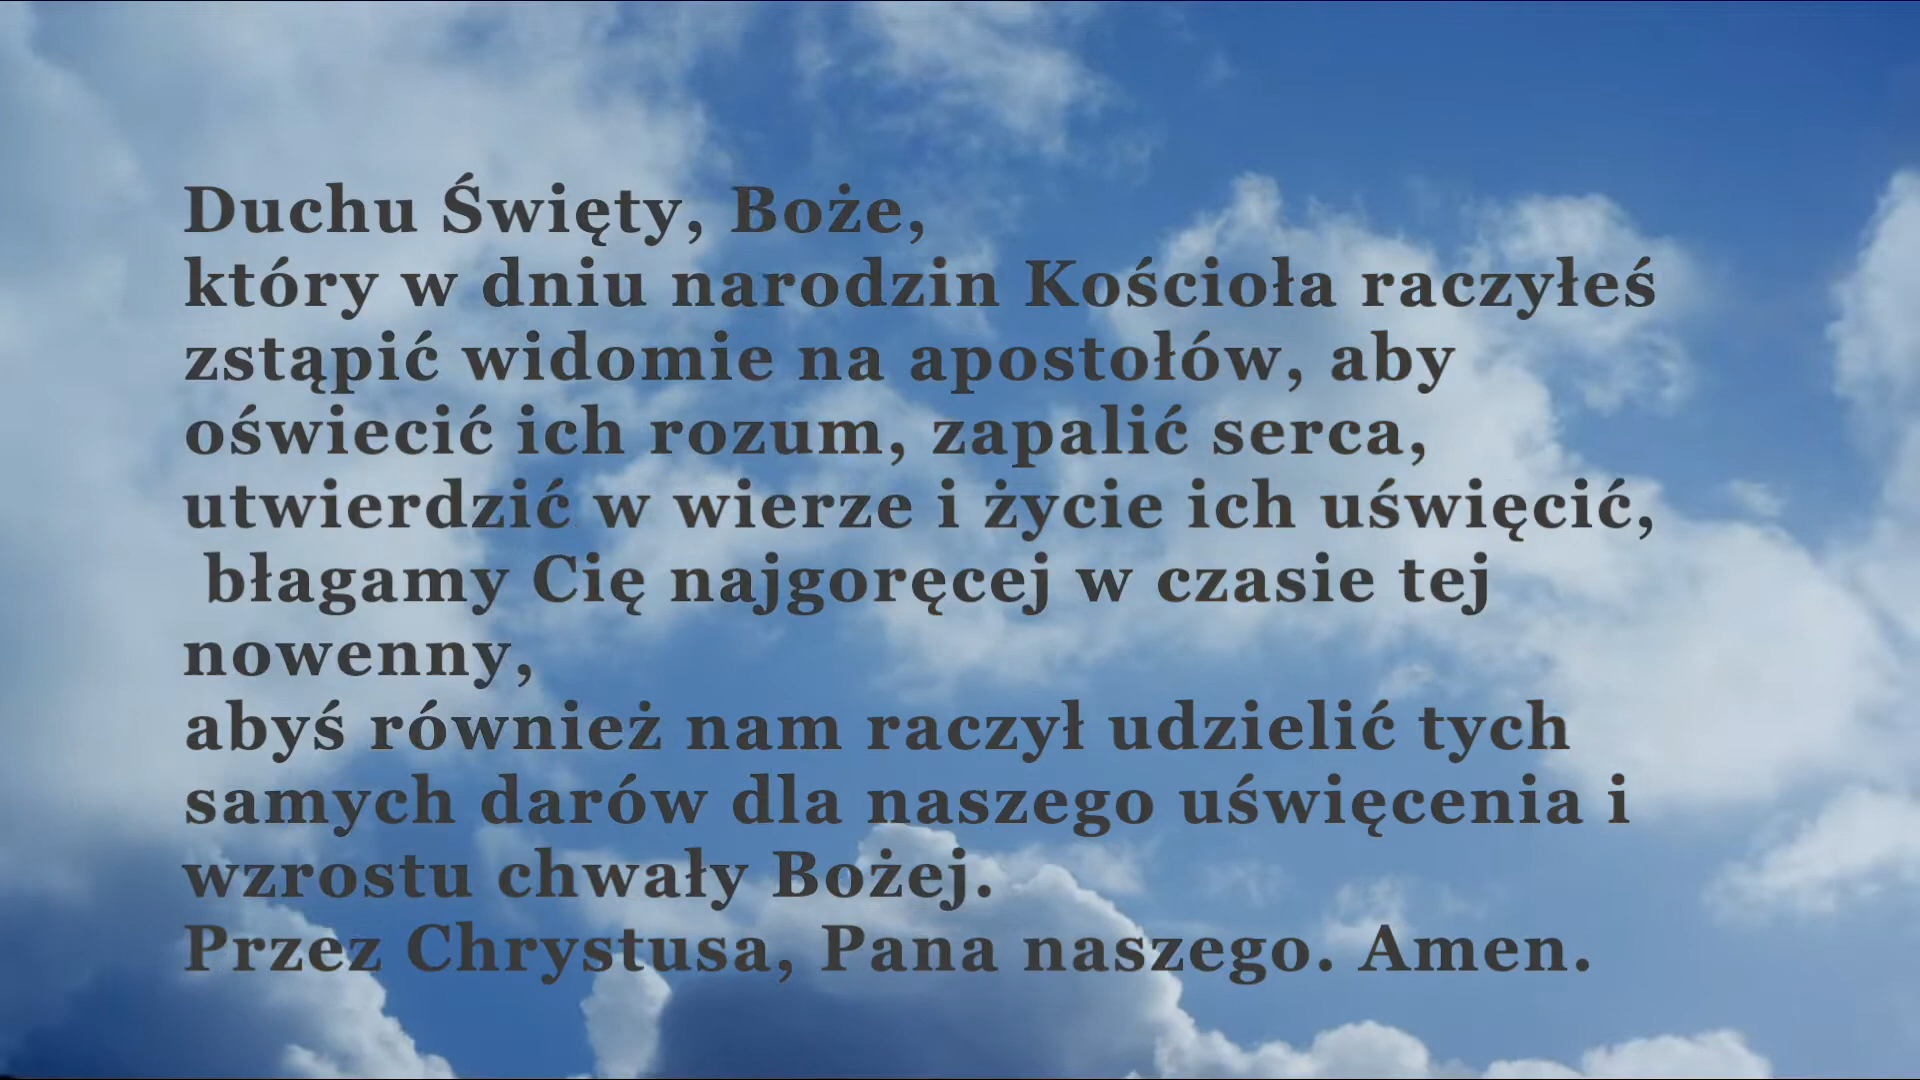 Duchu Święty, Boże,
który w dniu narodzin Kościoła raczyłeś
zstąpić widomie na apostołów, aby
oświecić ich rozum, zapalić serca,
utwierdzić w wierze i życie ich uświęcić,
błagamy Cię najgoręcej w czasie tej
nowenny,
abyś również nam raczył udzielić tych
samych darów dla naszego uświęcenia i
wzrostu chwały Bożej.
Przez Chrystusa, Pana naszego. Amen.